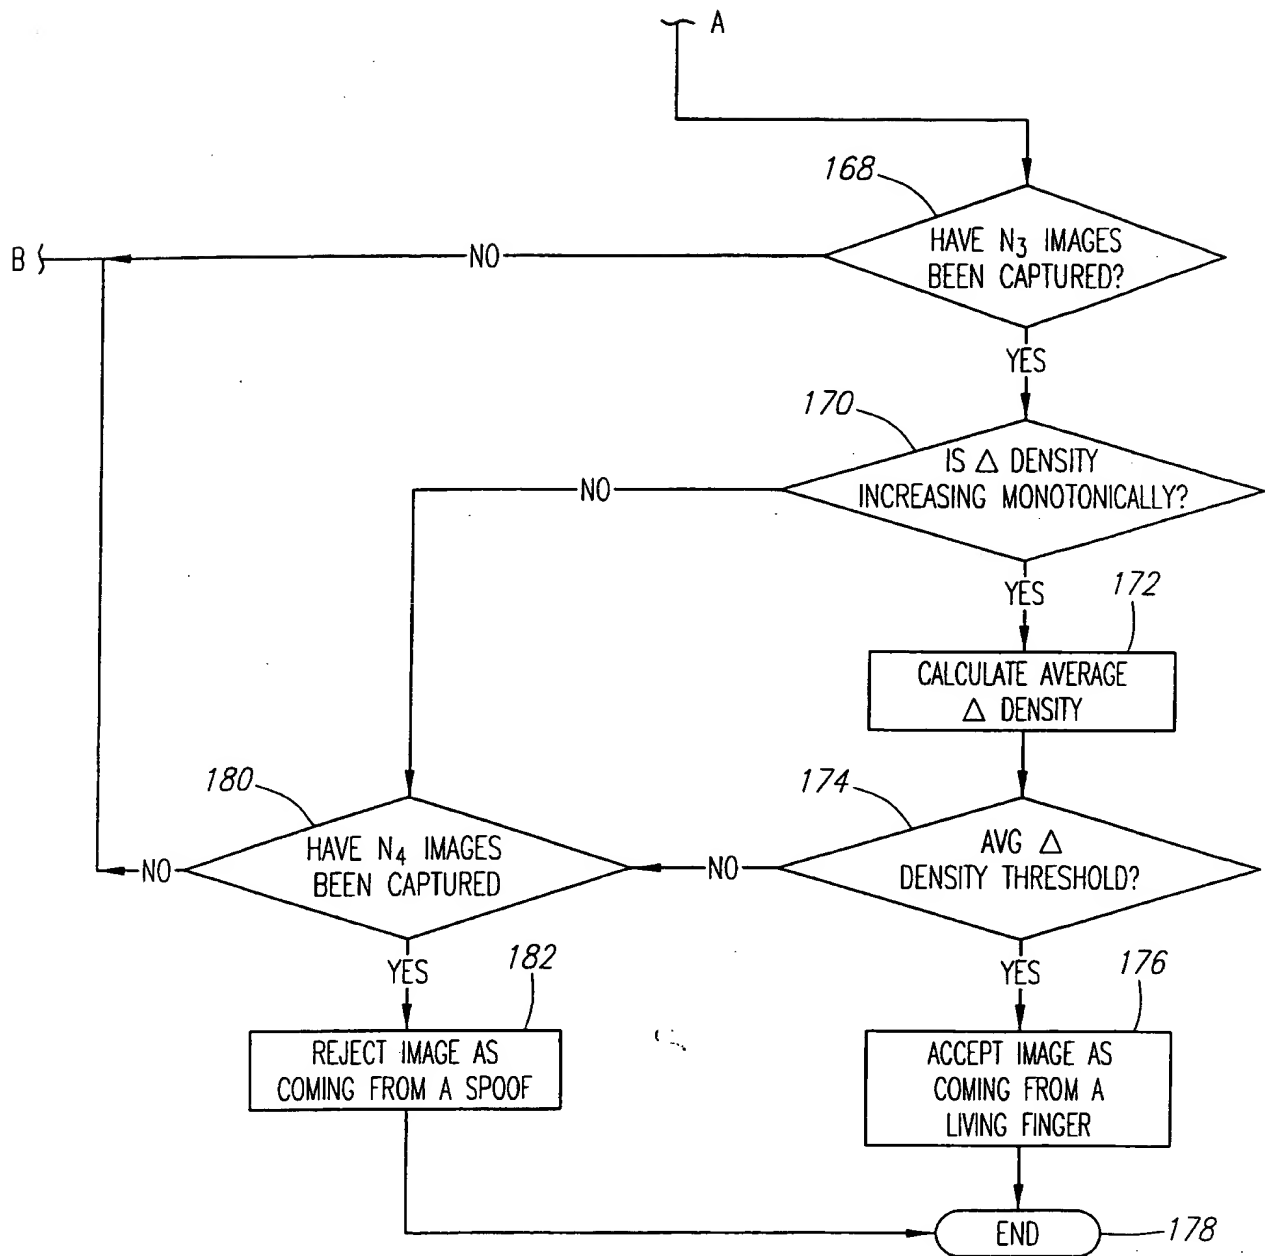 A
168
HAVE N3 IMAGES
BEEN CAPTURED?
B
NO
YES
170
IS △ DENSITY
INCREASING MONOTONICALLY?
NO
YES
172
CALCULATE AVERAGE
△ DENSITY
180
HAVE N4 IMAGES
BEEN CAPTURED
NO
174
AVG △
DENSITY THRESHOLD?
NO
YES
182
REJECT IMAGE AS
COMING FROM A SPOOF
YES
176
ACCEPT IMAGE AS
COMING FROM A
LIVING FINGER
END
178